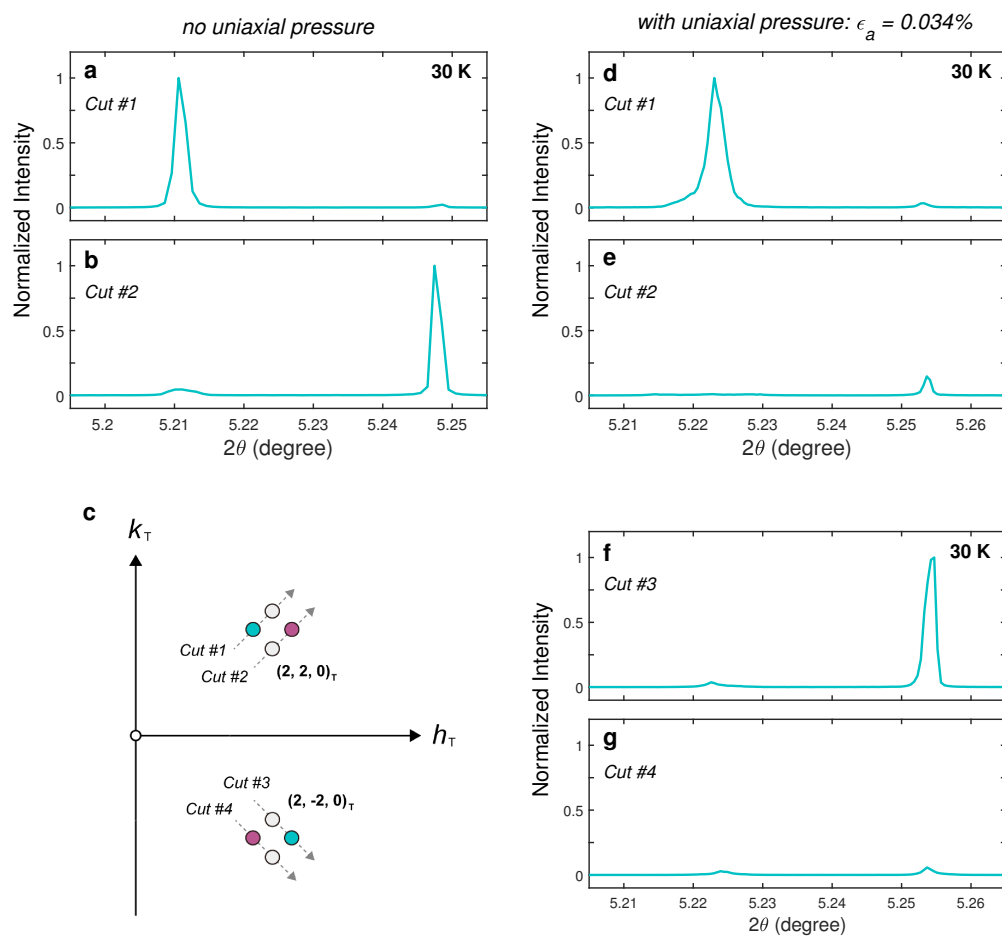 no uniaxial pressure
with uniaxial pressure: ϵₐ = 0.034%
a
30 K
Cut #1
1
0.5
0
b
Cut #2
1
0.5
0
5.2
5.21
5.22
5.23
5.24
5.25
2θ (degree)
Normalized Intensity
d
30 K
Cut #1
1
0.5
0
e
Cut #2
1
0.5
0
5.21
5.22
5.23
5.24
5.25
5.26
2θ (degree)
Normalized Intensity
c
k_T
Cut #1
Cut #2
(2, 2, 0)_T
h_T
Cut #3
(2, -2, 0)_T
Cut #4
f
30 K
Cut #3
1
0.5
0
g
Cut #4
1
0.5
0
5.21
5.22
5.23
5.24
5.25
5.26
2θ (degree)
Normalized Intensity